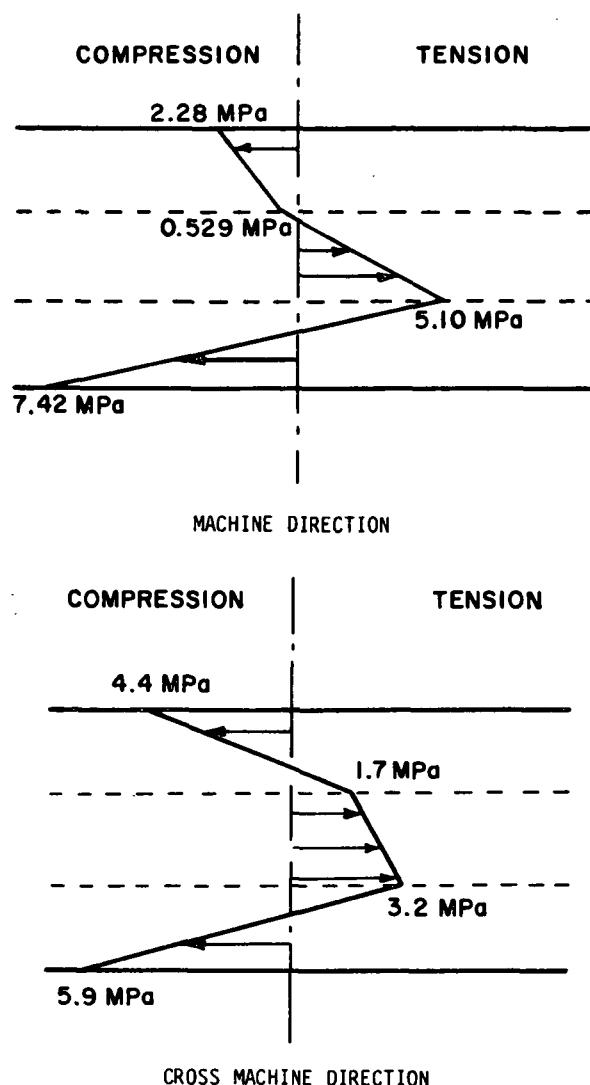 COMPRESSION TENSION
2.28 MPa
0.529 MPa
5.10 MPa
7.42 MPa
MACHINE DIRECTION
COMPRESSION TENSION
4.4 MPa
1.7 MPa
3.2 MPa
5.9 MPa
CROSS MACHINE DIRECTION